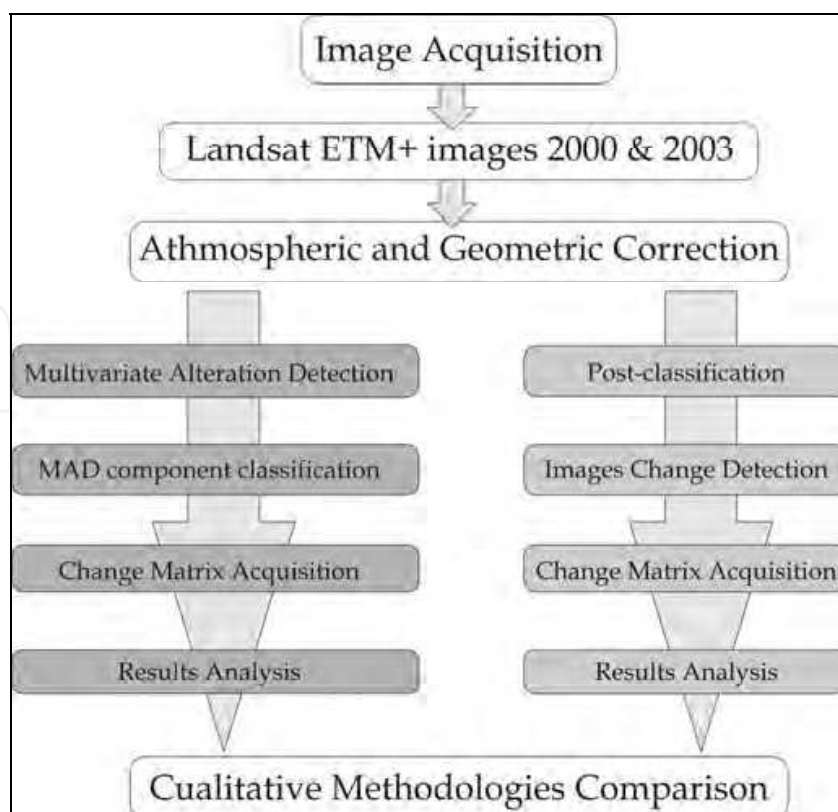 Image Acquisition
Landsat ETM+ images 2000 & 2003
Athmospheric and Geometric Correction
Multivariate Alteration Detection
MAD component classification
Change Matrix Acquisition
Results Analysis
Post-classification
Images Change Detection
Change Matrix Acquisition
Results Analysis
Cualitative Methodologies Comparison